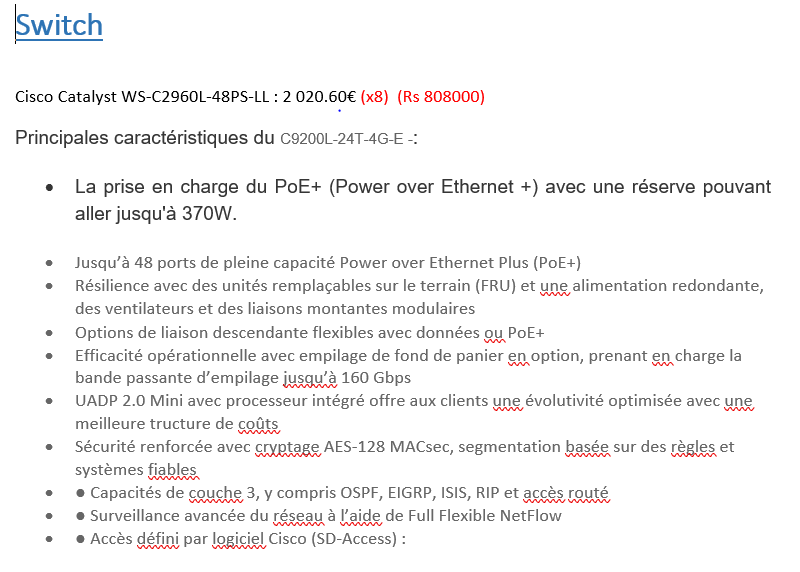 Switch
Cisco Catalyst WS-C2960L-48PS-LL : 2 020.60€ (x8)  (Rs 808000)
Principales caractéristiques du C9200L-24T-4G-E -:
• La prise en charge du PoE+ (Power over Ethernet +) avec une réserve pouvant
aller jusqu'à 370W.
• Jusqu’à 48 ports de pleine capacité Power over Ethernet Plus (PoE+)
• Résilience avec des unités remplaçables sur le terrain (FRU) et une alimentation redondante,
des ventilateurs et des liaisons montantes modulaires
• Options de liaison descendante flexibles avec données ou PoE+
• Efficacité opérationnelle avec empilage de fond de panier en option, prenant en charge la
bande passante d’empilage jusqu’à 160 Gbps
• UADP 2.0 Mini avec processeur intégré offre aux clients une évolutivité optimisée avec une
meilleure tructure de coûts
• Sécurité renforcée avec cryptage AES-128 MACsec, segmentation basée sur des règles et
systèmes fiables
• ● Capacités de couche 3, y compris OSPF, EIGRP, ISIS, RIP et accès routé
• ● Surveillance avancée du réseau à l’aide de Full Flexible NetFlow
• ● Accès défini par logiciel Cisco (SD-Access) :